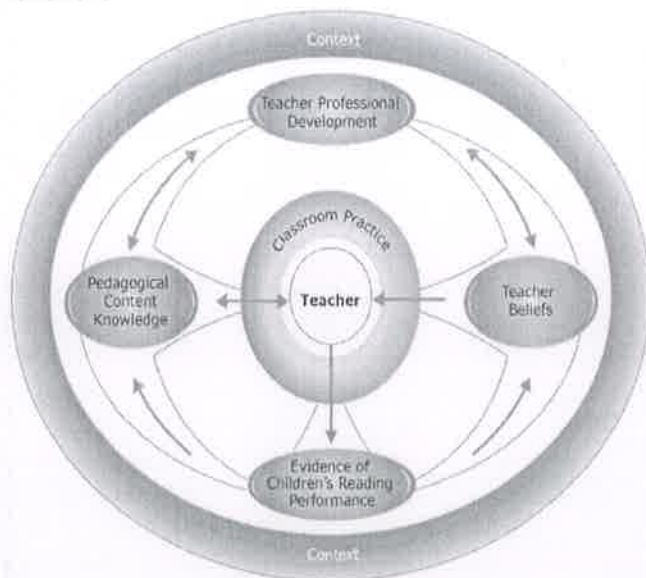 Context
Teacher Professional
Development
Classroom Practice
Pedagogical
Content
Knowledge
Teacher
Teacher
Beliefs
Evidence of
Children's Reading
Performance
Context